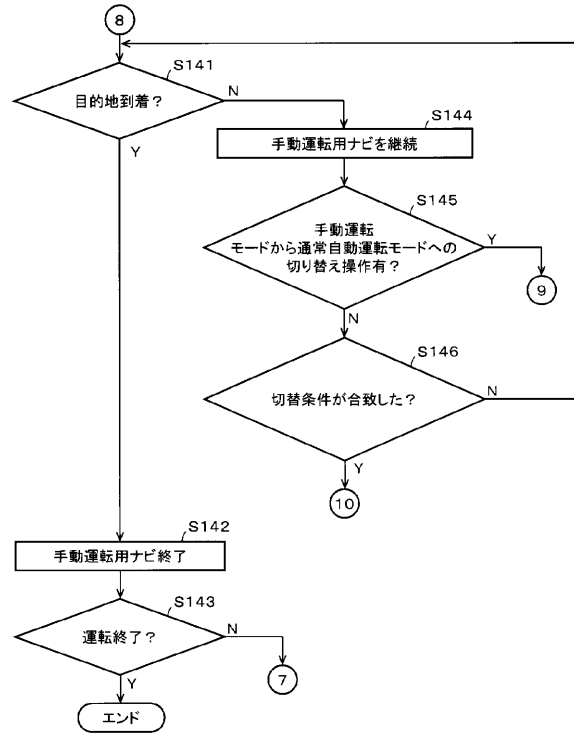 8
S141
目的地到着？
N
Y
S144
手動運転用ナビを継続
S145
手動運転
モードから通常自動運転モードへの
切り替え操作有？
Y
9
N
S146
切替条件が合致した？
N
Y
10
S142
手動運転用ナビ終了
S143
運転終了？
N
7
Y
エンド